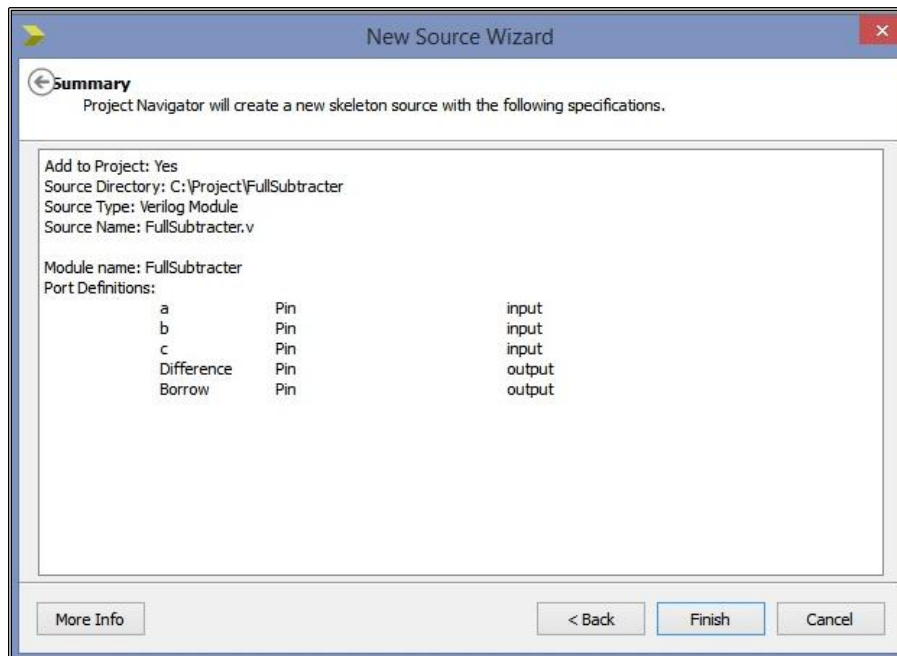 New Source Wizard
Summary
Project Navigator will create a new skeleton source with the following specifications.
Add to Project: Yes
Source Directory: C:\Project\FullSubtracter
Source Type: Verilog Module
Source Name: FullSubtracter.v
Module name: FullSubtracter
Port Definitions:
a Pin input
b Pin input
c Pin input
Difference Pin output
Borrow Pin output
More Info < Back Finish Cancel